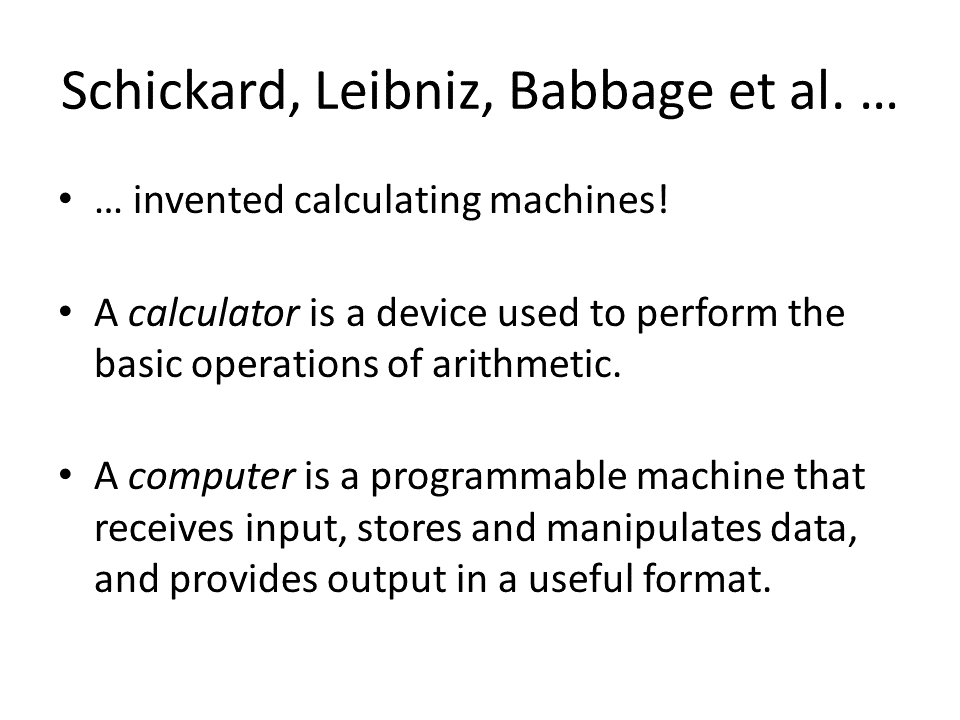 Schickard, Leibniz, Babbage et al. …
• … invented calculating machines!
• A calculator is a device used to perform the
basic operations of arithmetic.
• A computer is a programmable machine that
receives input, stores and manipulates data,
and provides output in a useful format.